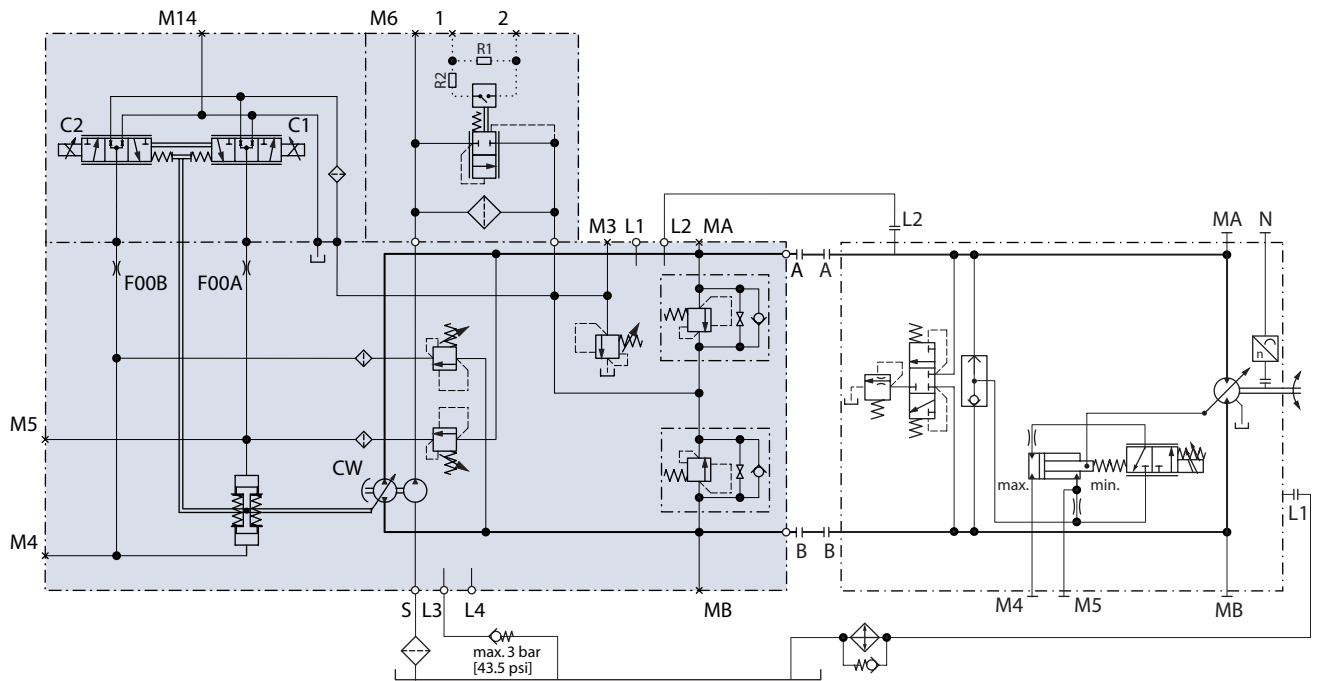 M14
M6
1
2
R1
R2
C2
C1
M3
L1
L2
MA
L2
MA
N
F00B
F00A
A
A
n
M5
CW
max.
min.
L1
M4
B
B
S
L3
L4
MB
M4
M5
MB
max. 3 bar
[43.5 psi]